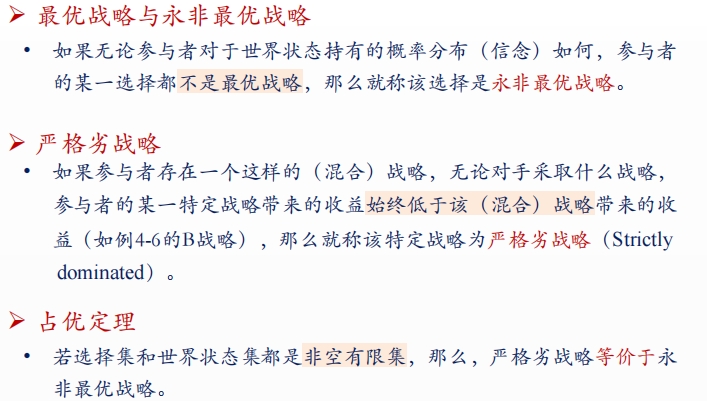 ➢ 最优战略与永非最优战略
• 如果无论参与者对于世界状态持有的概率分布（信念）如何，参与者
的某一选择都不是最优战略，那么就称该选择是永非最优战略。
➢ 严格劣战略
• 如果参与者存在一个这样的（混合）战略，无论对手采取什么战略，
参与者的某一特定战略带来的收益始终低于该（混合）战略带来的收
益（如例4-6的B战略），那么就称该特定战略为严格劣战略（Strictly
dominated）。
➢ 占优定理
• 若选择集和世界状态集都是非空有限集，那么，严格劣战略等价于永
非最优战略。